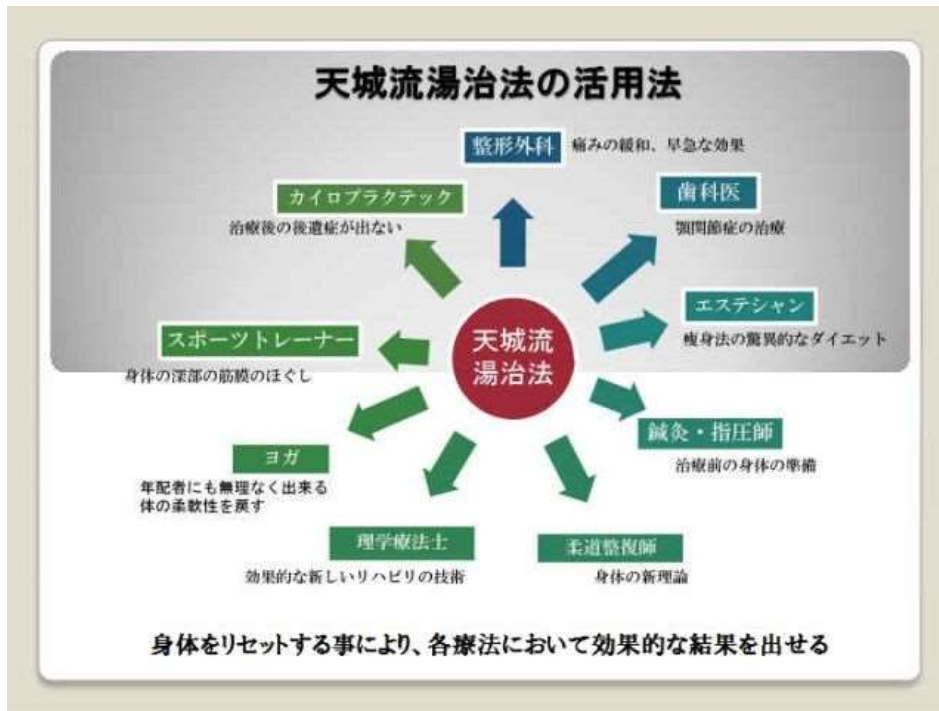 天城流湯治法の活用法
整形外科
痛みの緩和、早急な効果
カイロプラクテック
治療後の後遺症が出ない
歯科医
顎関節症の治療
エステシャン
痩身法の驚異的なダイエット
スポーツトレーナー
身体の深部の筋膜のほぐし
天城流
湯治法
鍼灸・指圧師
治療前の身体の準備
ヨガ
年配者にも無理なく出来る
体の柔軟性を戻す
理学療法士
効果的な新しいリハビリの技術
柔道整復師
身体の新理論
身体をリセットする事により、各療法において効果的な結果を出せる